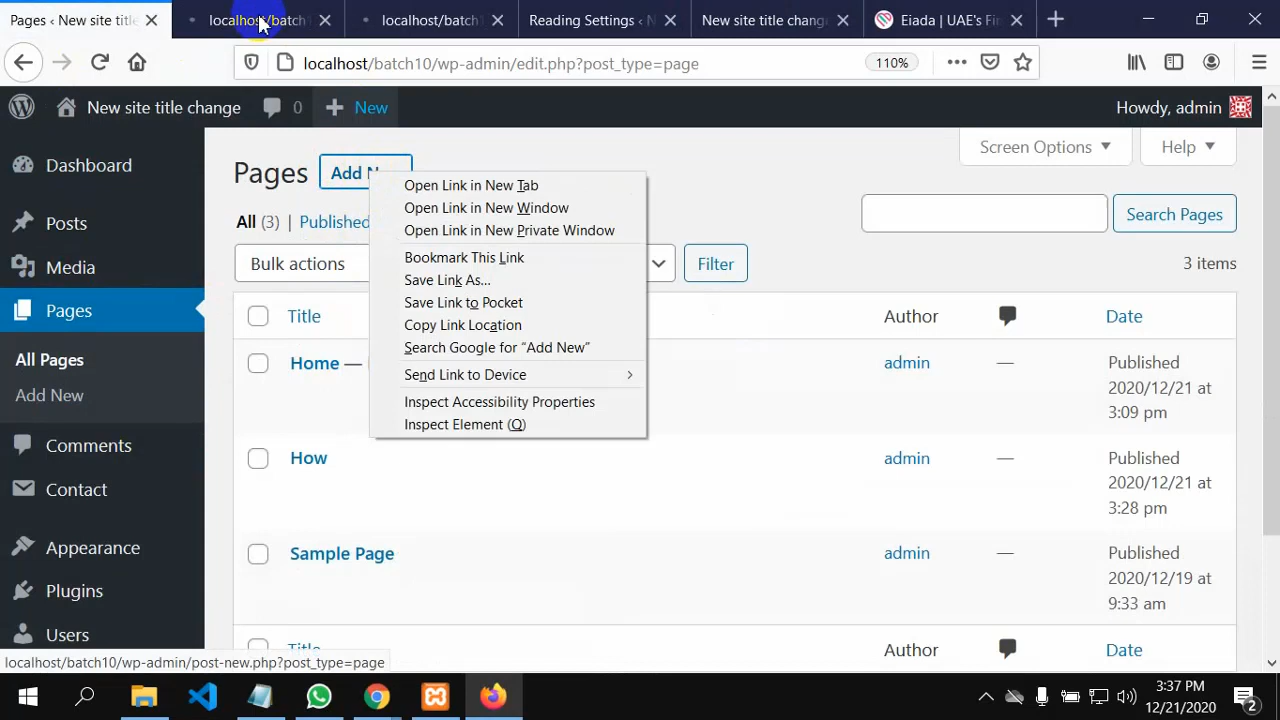 Pages ‹ New site titl
localhost/batch
localhost/batch
Reading Settings ‹ N
New site title chang
Eiada | UAE's Fi
localhost/batch10/wp-admin/edit.php?post_type=page
110%
New site title change
0
New
Howdy, admin
Dashboard
Posts
Media
Pages
All Pages
Add New
Comments
Contact
Appearance
Plugins
Users
Pages
Add N
Screen Options
Help
All (3) | Published
Search Pages
Bulk actions
Filter
3 items
Open Link in New Tab
Open Link in New Window
Open Link in New Private Window
Bookmark This Link
Save Link As...
Save Link to Pocket
Copy Link Location
Search Google for “Add New”
Send Link to Device
Inspect Accessibility Properties
Inspect Element (Q)
Title
Author
Date
Home —
admin
Published
2020/12/21 at
3:09 pm
How
admin
—
Published
2020/12/21 at
3:28 pm
Sample Page
admin
—
Published
2020/12/19 at
9:33 am
Title
Author
Date
localhost/batch10/wp-admin/post-new.php?post_type=page
3:37 PM
12/21/2020
2